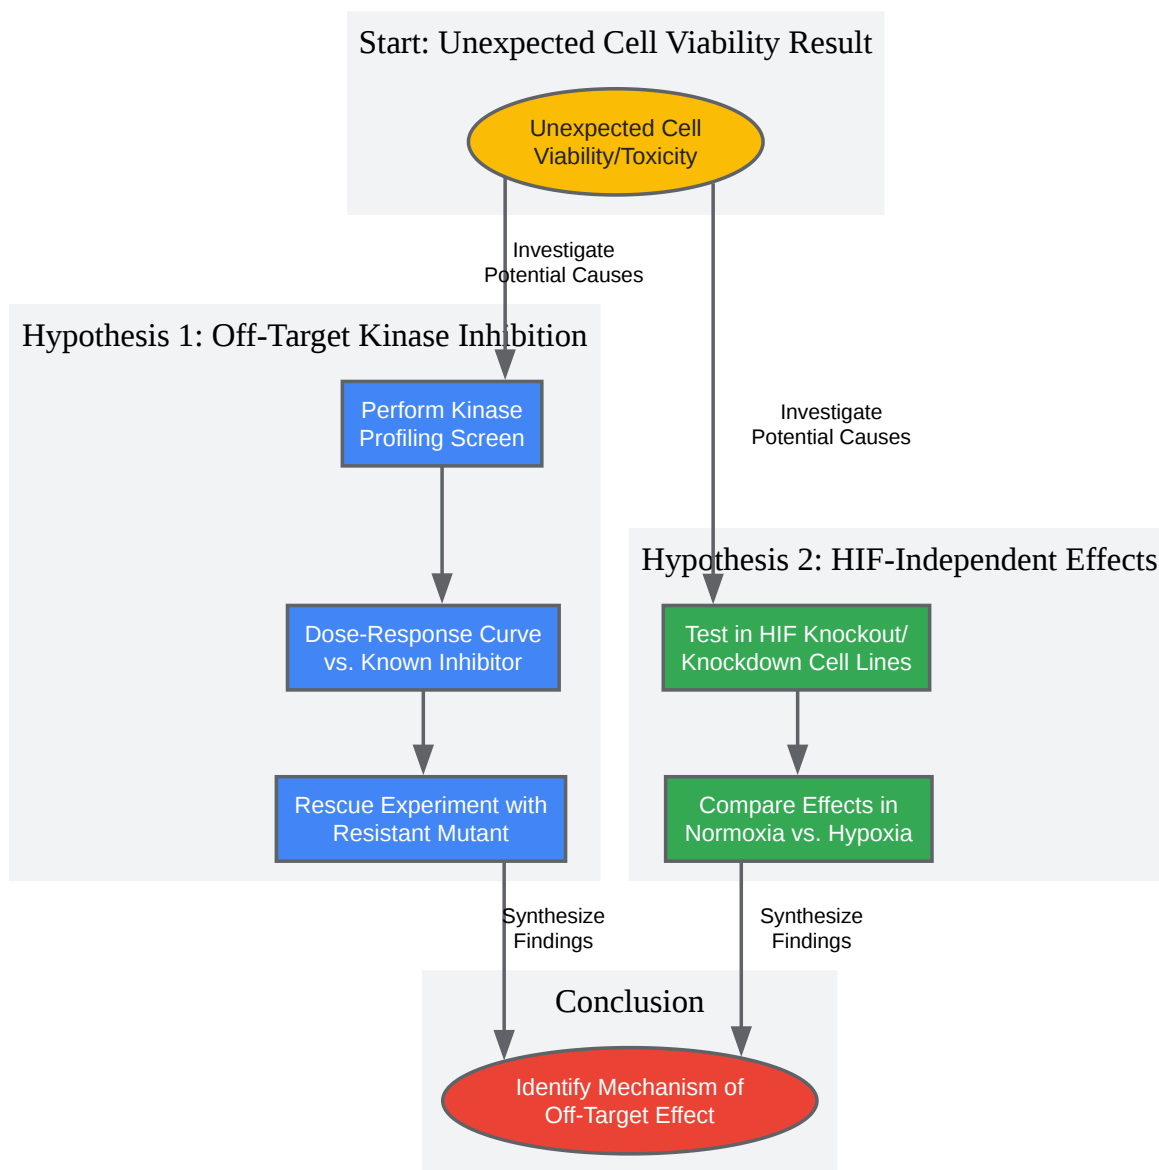 Start: Unexpected Cell Viability Result
Unexpected Cell
Viability/Toxicity
Investigate
Potential Causes
Hypothesis 1: Off-Target Kinase Inhibition
Perform Kinase
Profiling Screen
Dose-Response Curve
vs. Known Inhibitor
Rescue Experiment with
Resistant Mutant
Investigate
Potential Causes
Hypothesis 2: HIF-Independent Effects
Test in HIF Knockout/
Knockdown Cell Lines
Compare Effects in
Normoxia vs. Hypoxia
Synthesize
Findings
Synthesize
Findings
Conclusion
Identify Mechanism of
Off-Target Effect